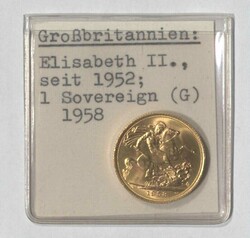 Großbritannien:
Elisabeth II.,
seit 1952;
1 Sovereign (G)
1958